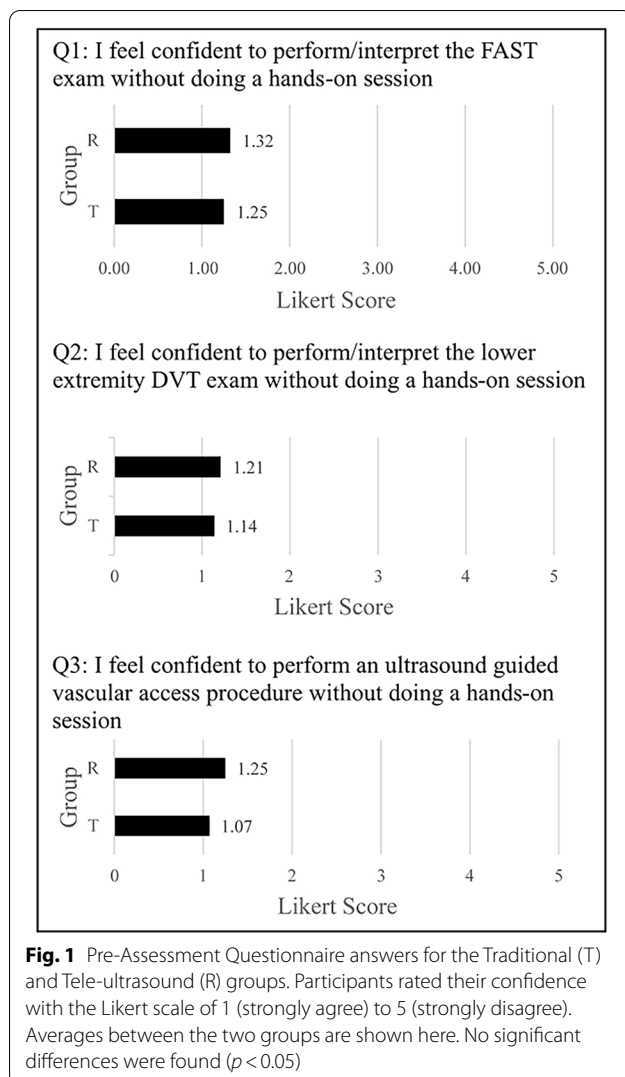 Q1: I feel confident to perform/interpret the FAST
exam without doing a hands-on session
Group
R
1.32
T
1.25
0.00 1.00 2.00 3.00 4.00 5.00
Likert Score
Q2: I feel confident to perform/interpret the lower
extremity DVT exam without doing a hands-on session
Group
R
1.21
T
1.14
0 1 2 3 4 5
Likert Score
Q3: I feel confident to perform an ultrasound guided
vascular access procedure without doing a hands-on
session
Group
R
1.25
T
1.07
0 1 2 3 4 5
Likert Score
Fig. 1 Pre-Assessment Questionnaire answers for the Traditional (T)
and Tele-ultrasound (R) groups. Participants rated their confidence
with the Likert scale of 1 (strongly agree) to 5 (strongly disagree).
Averages between the two groups are shown here. No significant
differences were found (p < 0.05)